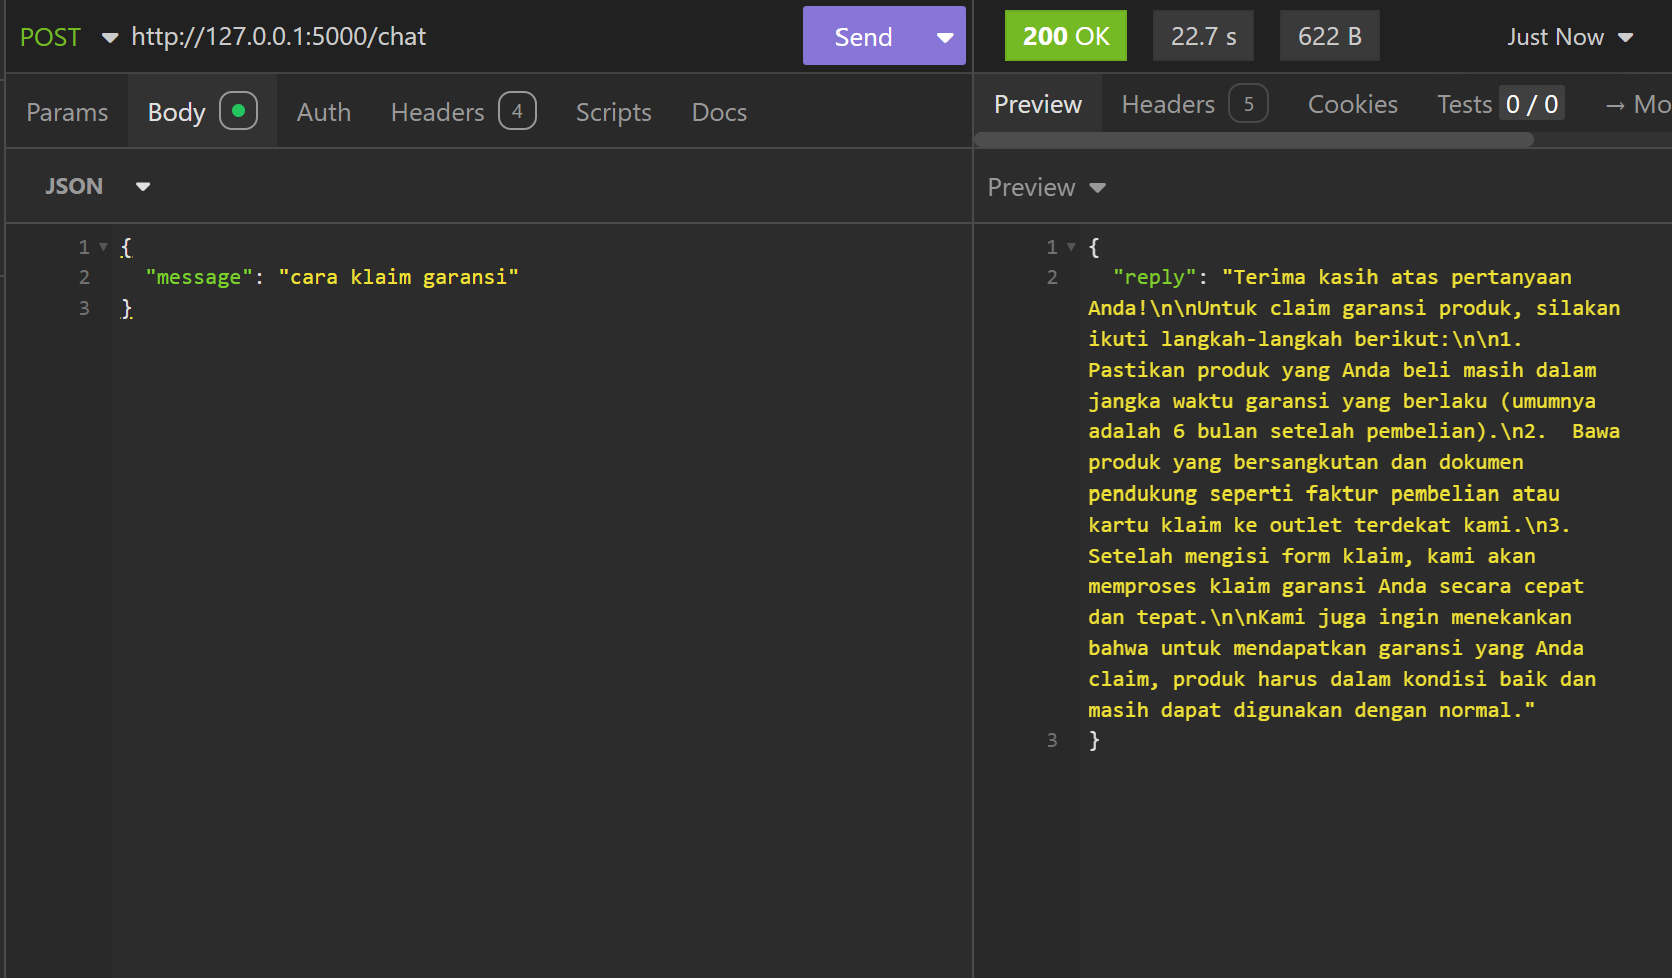 POST http://127.0.0.1:5000/chat Send 200 OK 22.7 s 622 B Just Now
Params Body Auth Headers 4 Scripts Docs Preview Headers 5 Cookies Tests 0 / 0 → Mo
JSON
1 {
2 "message": "cara klaim garansi"
3 }
Preview
1 {
2 "reply": "Terima kasih atas pertanyaan
Anda!\n\nUntuk claim garansi produk, silakan
ikuti langkah-langkah berikut:\n\n1.
Pastikan produk yang Anda beli masih dalam
jangka waktu garansi yang berlaku (umumnya
adalah 6 bulan setelah pembelian).\n2.  Bawa
produk yang bersangkutan dan dokumen
pendukung seperti faktur pembelian atau
kartu klaim ke outlet terdekat kami.\n3.
Setelah mengisi form klaim, kami akan
memproses klaim garansi Anda secara cepat
dan tepat.\n\nKami juga ingin menekankan
bahwa untuk mendapatkan garansi yang Anda
claim, produk harus dalam kondisi baik dan
masih dapat digunakan dengan normal."
3 }